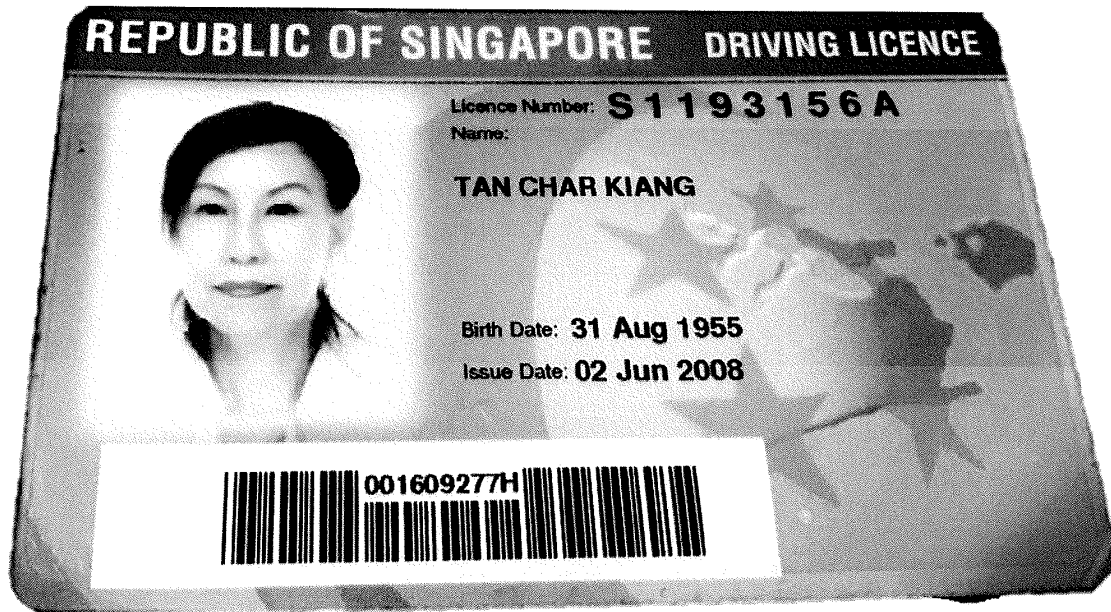 REPUBLIC OF SINGAPORE DRIVING LICENCE
Licence Number: S1193156A
Name:
TAN CHAR KIANG
Birth Date: 31 Aug 1955
Issue Date: 02 Jun 2008
001609277H